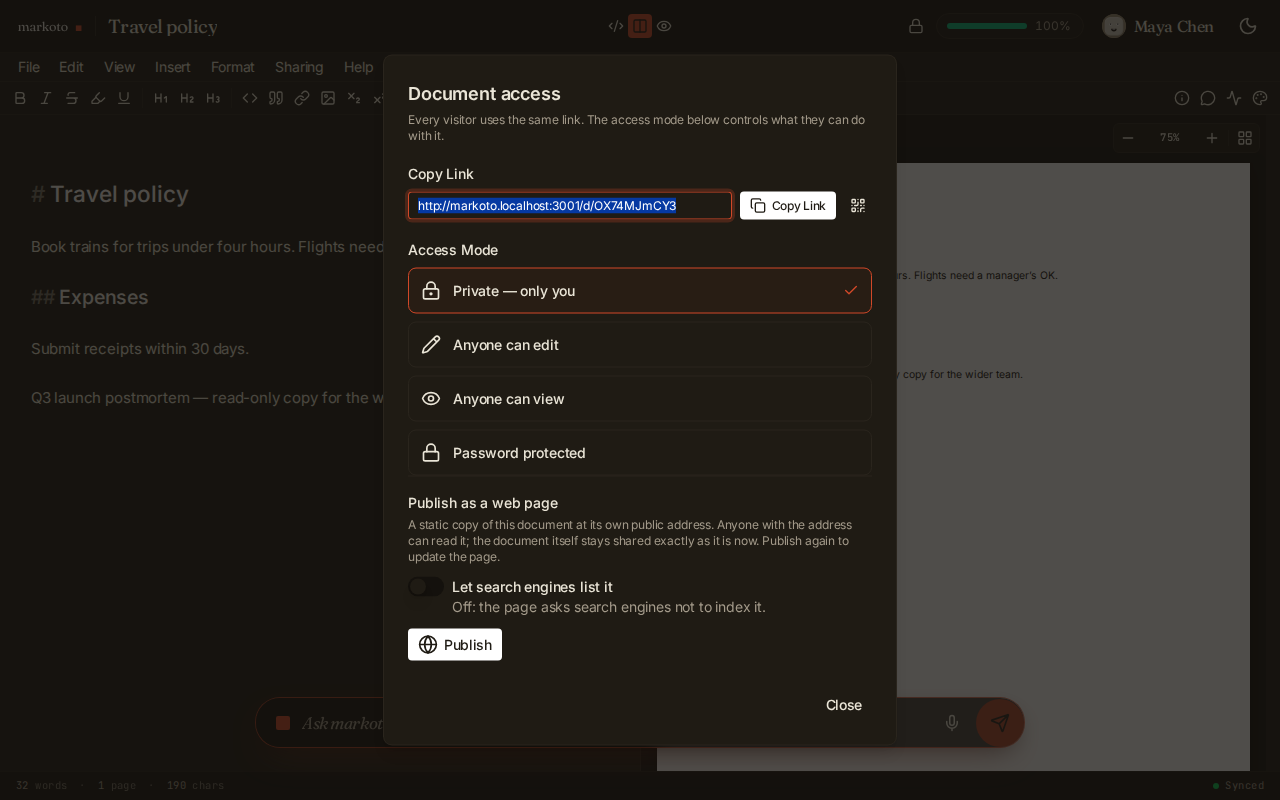 markoto
Travel policy
100%
Maya Chen
File Edit View Insert Format Sharing Help
H1 H2 H3
75%
Document access
Every visitor uses the same link. The access mode below controls what they can do
with it.
Copy Link
http://markoto.localhost:3001/d/OX74MJmCY3
Copy Link
Access Mode
Private — only you
Anyone can edit
Anyone can view
Password protected
Publish as a web page
A static copy of this document at its own public address. Anyone with the address
can read it; the document itself stays shared exactly as it is now. Publish again to
update the page.
Let search engines list it
Off: the page asks search engines not to index it.
Publish
Close
# Travel policy
Book trains for trips under four hours. Flights need
## Expenses
Submit receipts within 30 days.
Q3 launch postmortem — read-only copy for the w
Flights need a manager's OK.
copy for the wider team.
Ask markot
32 words · 1 page · 190 chars
Synced